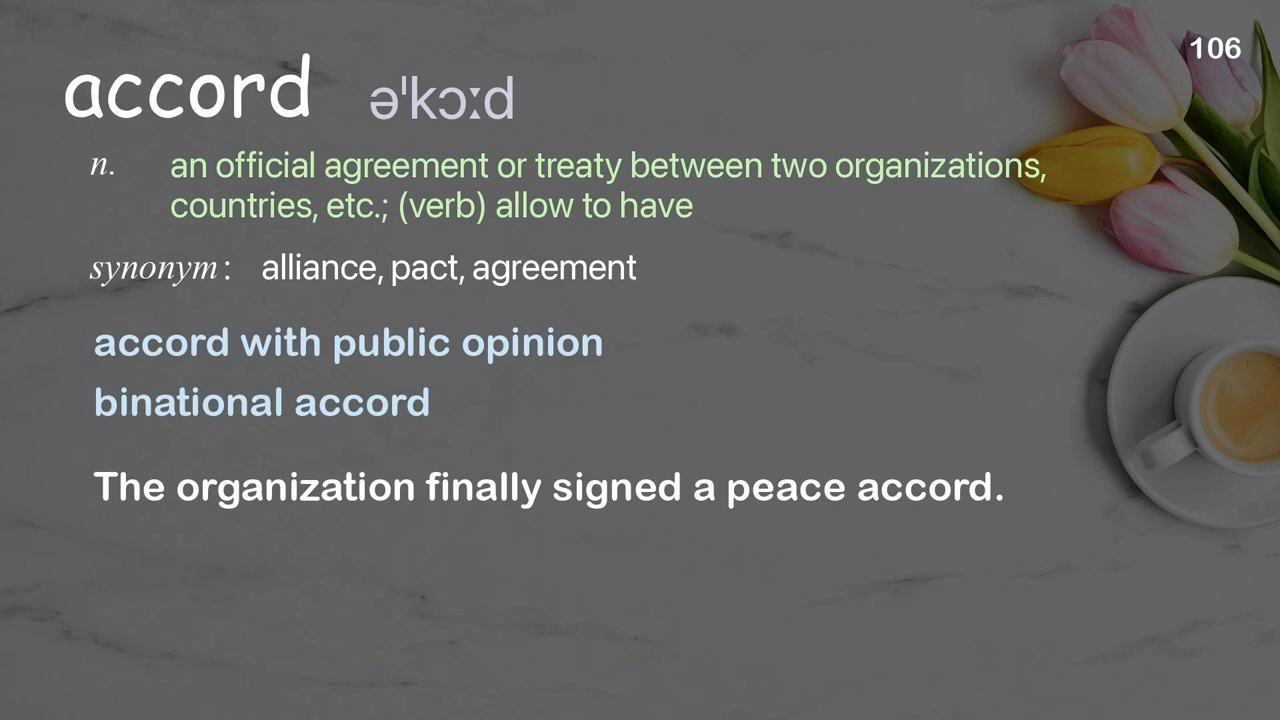 106
accord əˈkɔːd
n. an official agreement or treaty between two organizations,
countries, etc.; (verb) allow to have
synonym : alliance, pact, agreement
accord with public opinion
binational accord
The organization finally signed a peace accord.